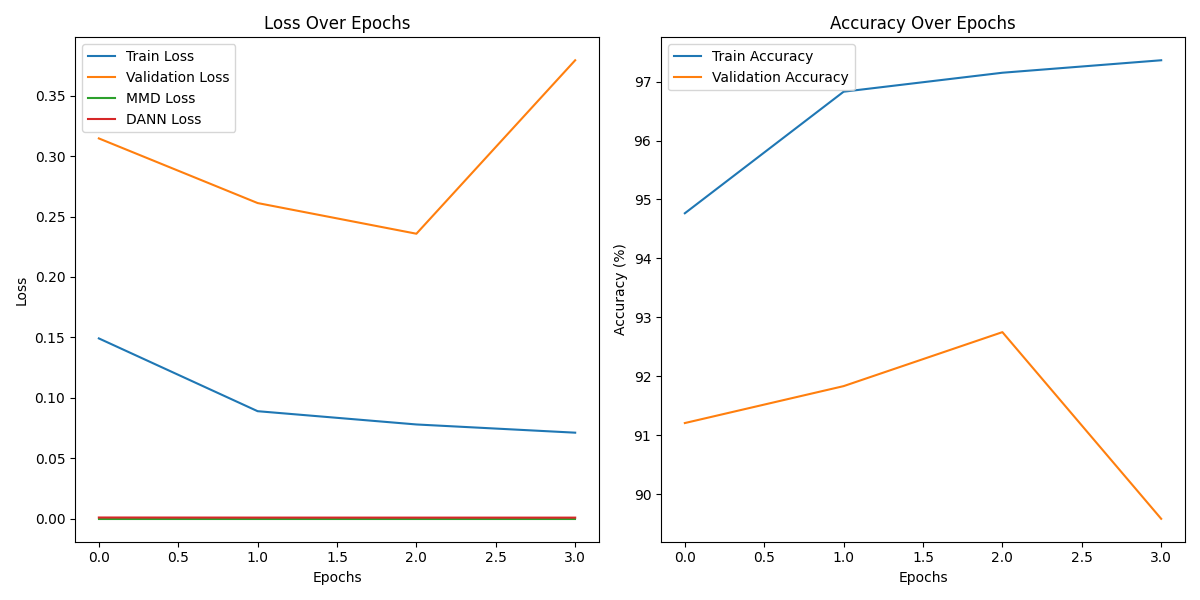 Loss Over Epochs
Train Loss
Validation Loss
MMD Loss
DANN Loss
0.35
0.30
0.25
0.20
0.15
0.10
0.05
0.00
Loss
0.0 0.5 1.0 1.5 2.0 2.5 3.0
Epochs
Accuracy Over Epochs
Train Accuracy
Validation Accuracy
97
96
95
94
93
92
91
90
Accuracy (%)
0.0 0.5 1.0 1.5 2.0 2.5 3.0
Epochs